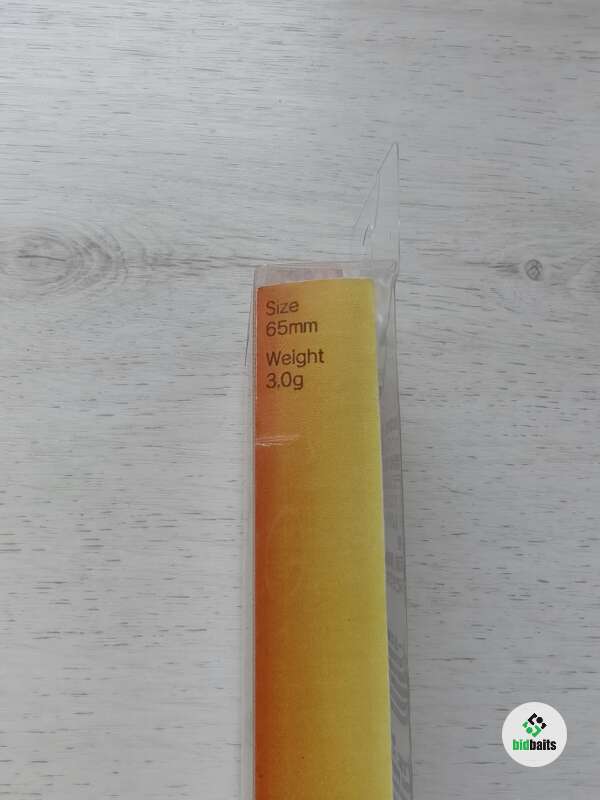 Size
65mm
Weight
3.0g
bidbaits